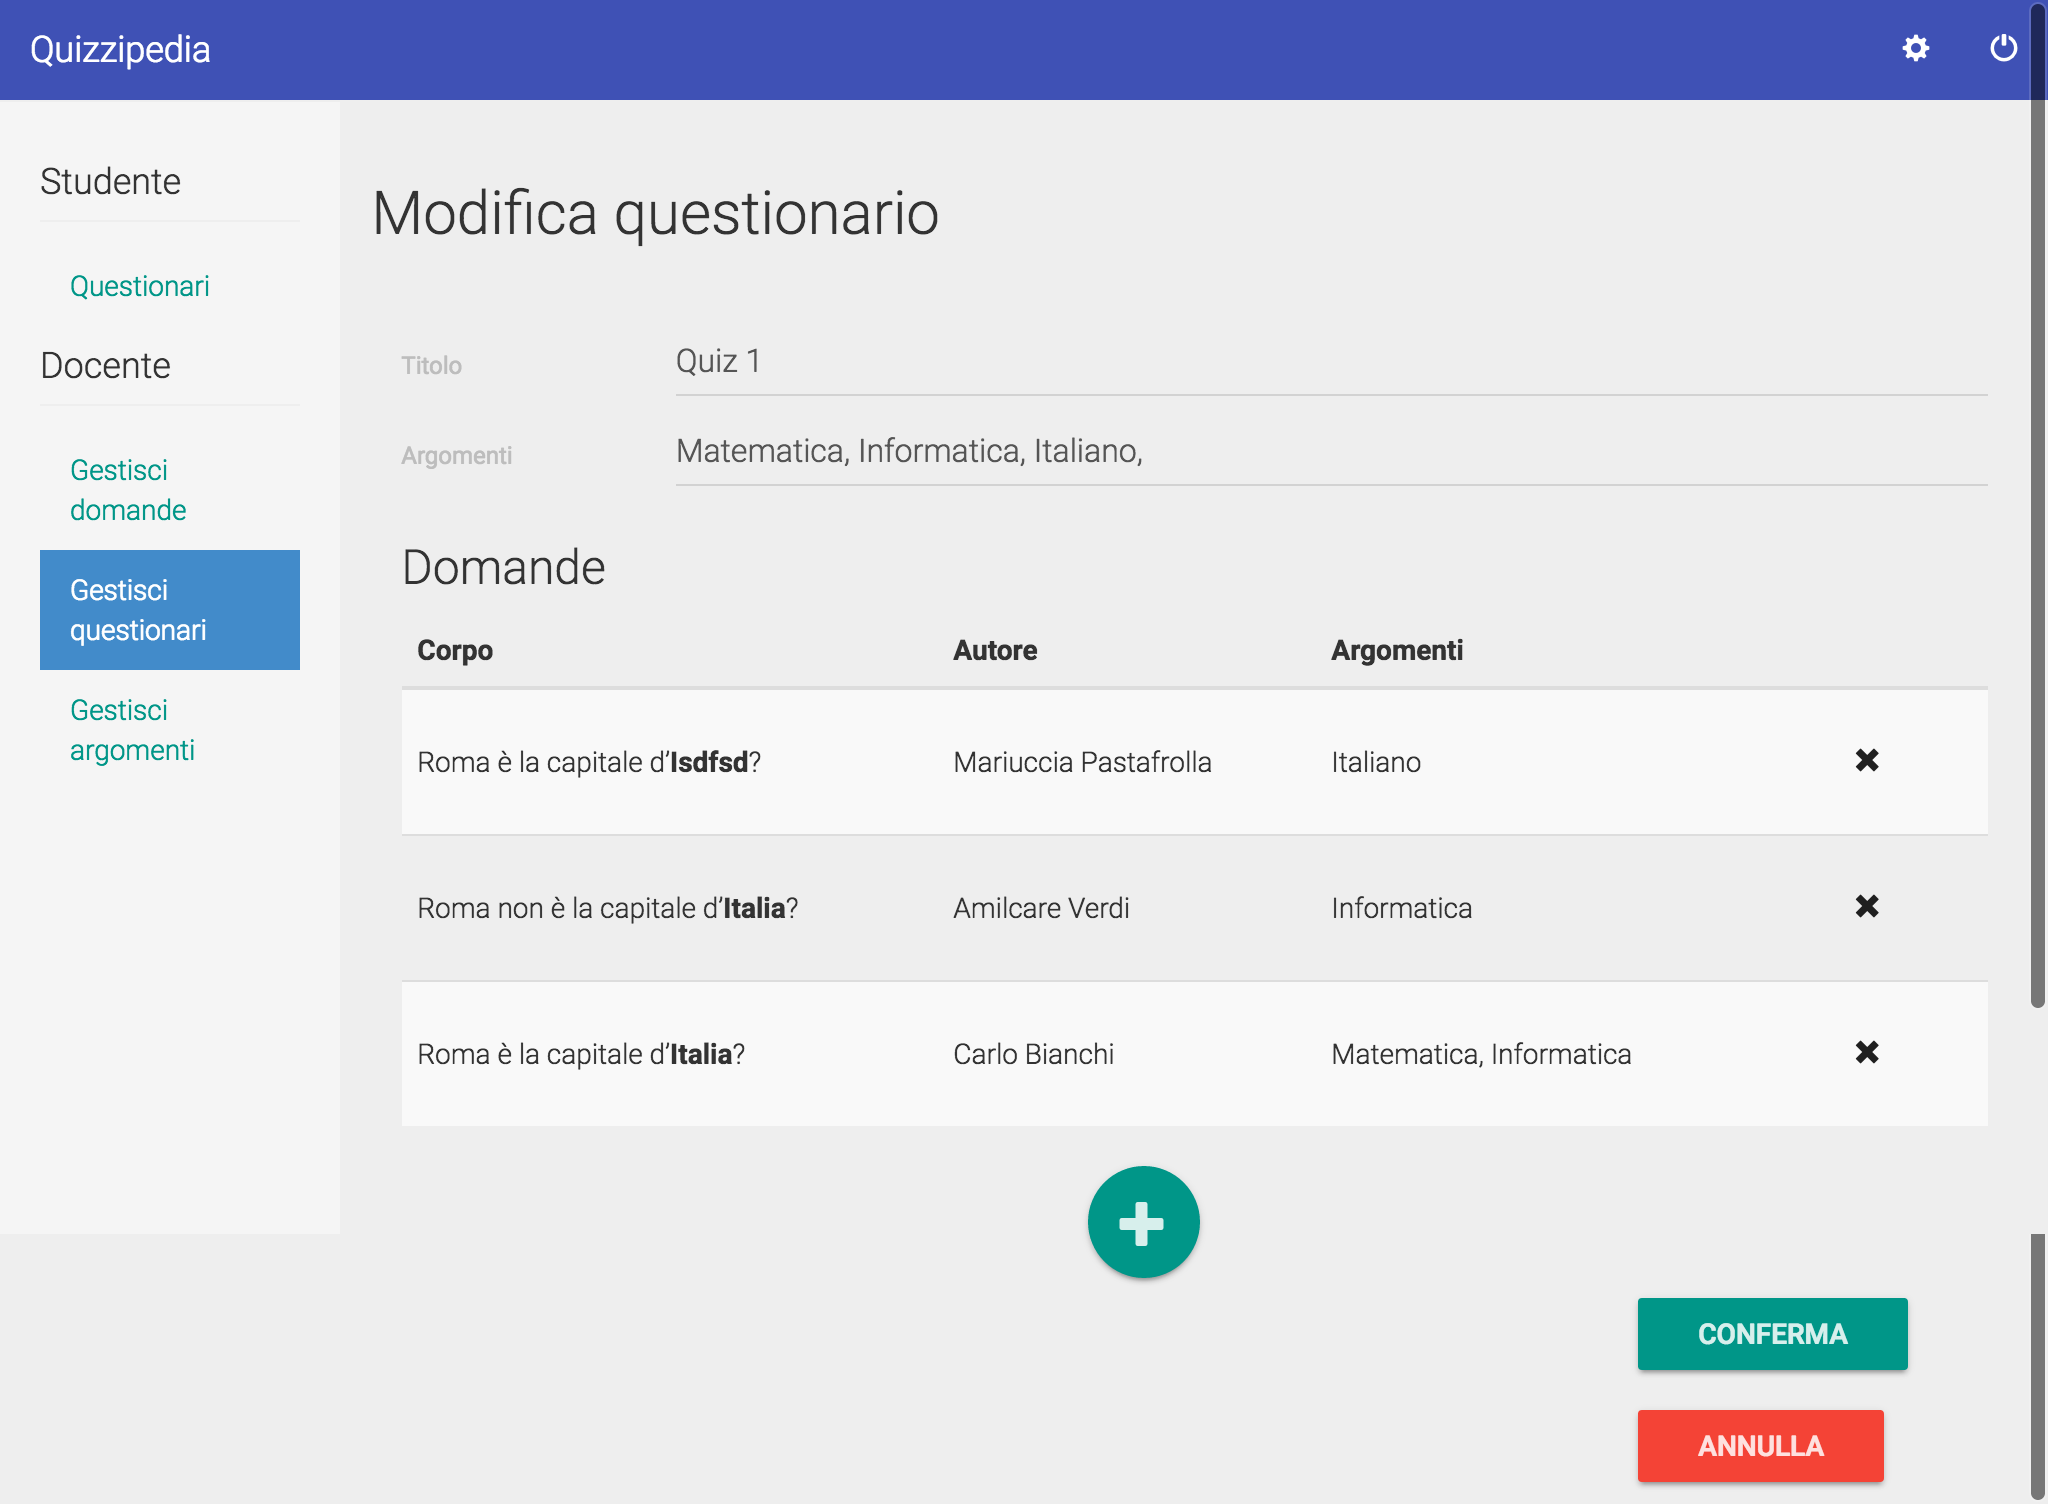 Quizzipedia
Studente
Questionari
Docente
Gestisci
domande
Gestisci
questionari
Gestisci
argomenti
Modifica questionario
Titolo Quiz 1
Argomenti Matematica, Informatica, Italiano,
Domande
Corpo Autore Argomenti
Roma è la capitale d’Isdfsd? Mariuccia Pastafrolla Italiano
Roma non è la capitale d’Italia? Amilcare Verdi Informatica
Roma è la capitale d’Italia? Carlo Bianchi Matematica, Informatica
CONFERMA
ANNULLA